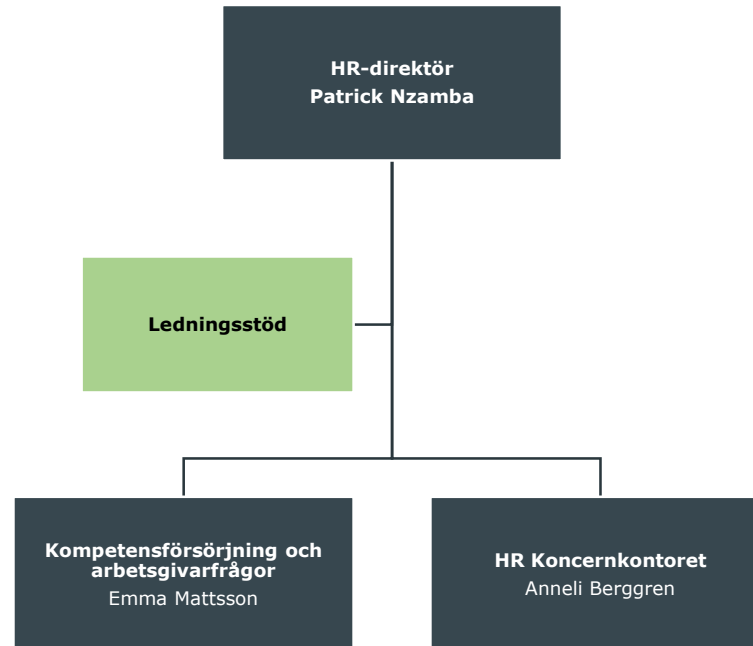 HR-direktör
Patrick Nzamba
Ledningsstöd
Kompetensförsörjning och
arbetsgivarfrågor
Emma Mattsson
HR Koncernkontoret
Anneli Berggren